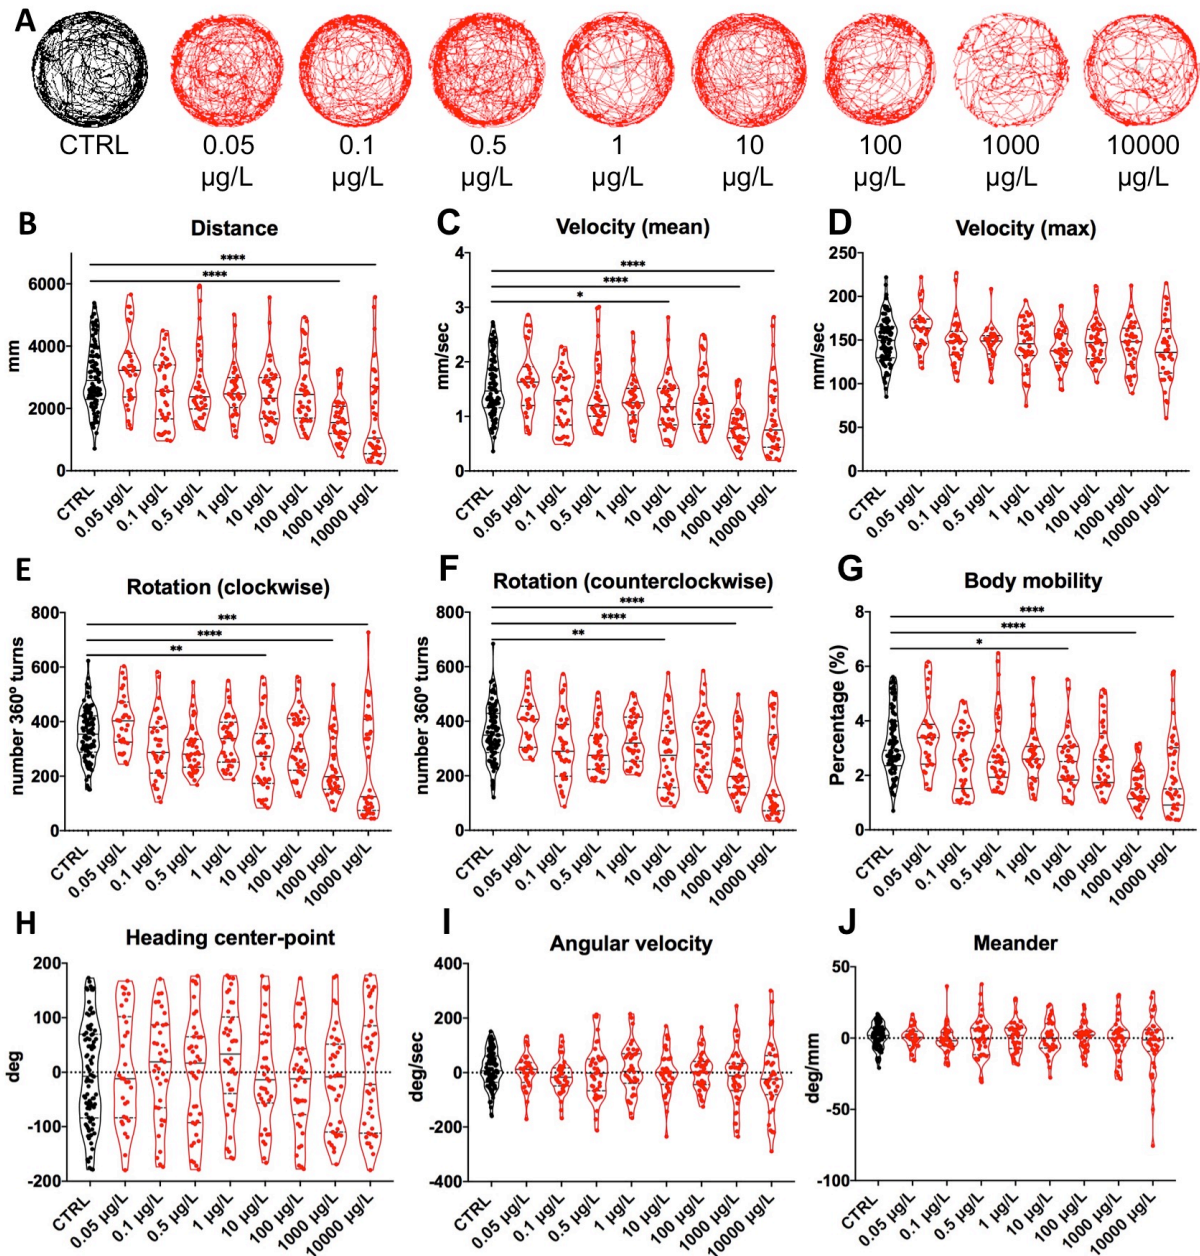 A
CTRL 0.05 0.1 0.5 1 10 100 1000 10000
µg/L µg/L µg/L µg/L µg/L µg/L µg/L µg/L
B
Distance
****
****
mm
6000
4000
2000
0
CTRL
0.05 µg/L
0.1 µg/L
0.5 µg/L
1 µg/L
10 µg/L
100 µg/L
1000 µg/L
10000 µg/L
C
Velocity (mean)
****
****
*
mm/sec
4
3
2
1
0
CTRL
0.05 µg/L
0.1 µg/L
0.5 µg/L
1 µg/L
10 µg/L
100 µg/L
1000 µg/L
10000 µg/L
D
Velocity (max)
mm/sec
250
200
150
100
50
0
CTRL
0.05 µg/L
0.1 µg/L
0.5 µg/L
1 µg/L
10 µg/L
100 µg/L
1000 µg/L
10000 µg/L
E
Rotation (clockwise)
***
****
**
number 360º turns
800
600
400
200
0
CTRL
0.05 µg/L
0.1 µg/L
0.5 µg/L
1 µg/L
10 µg/L
100 µg/L
1000 µg/L
10000 µg/L
F
Rotation (counterclockwise)
****
****
**
number 360º turns
800
600
400
200
0
CTRL
0.05 µg/L
0.1 µg/L
0.5 µg/L
1 µg/L
10 µg/L
100 µg/L
1000 µg/L
10000 µg/L
G
Body mobility
****
****
*
Percentage (%)
8
6
4
2
0
CTRL
0.05 µg/L
0.1 µg/L
0.5 µg/L
1 µg/L
10 µg/L
100 µg/L
1000 µg/L
10000 µg/L
H
Heading center-point
deg
200
100
0
-100
-200
CTRL
0.05 µg/L
0.1 µg/L
0.5 µg/L
1 µg/L
10 µg/L
100 µg/L
1000 µg/L
10000 µg/L
I
Angular velocity
deg/sec
400
200
0
-200
-400
CTRL
0.05 µg/L
0.1 µg/L
0.5 µg/L
1 µg/L
10 µg/L
100 µg/L
1000 µg/L
10000 µg/L
J
Meander
deg/mm
50
0
-50
-100
CTRL
0.05 µg/L
0.1 µg/L
0.5 µg/L
1 µg/L
10 µg/L
100 µg/L
1000 µg/L
10000 µg/L